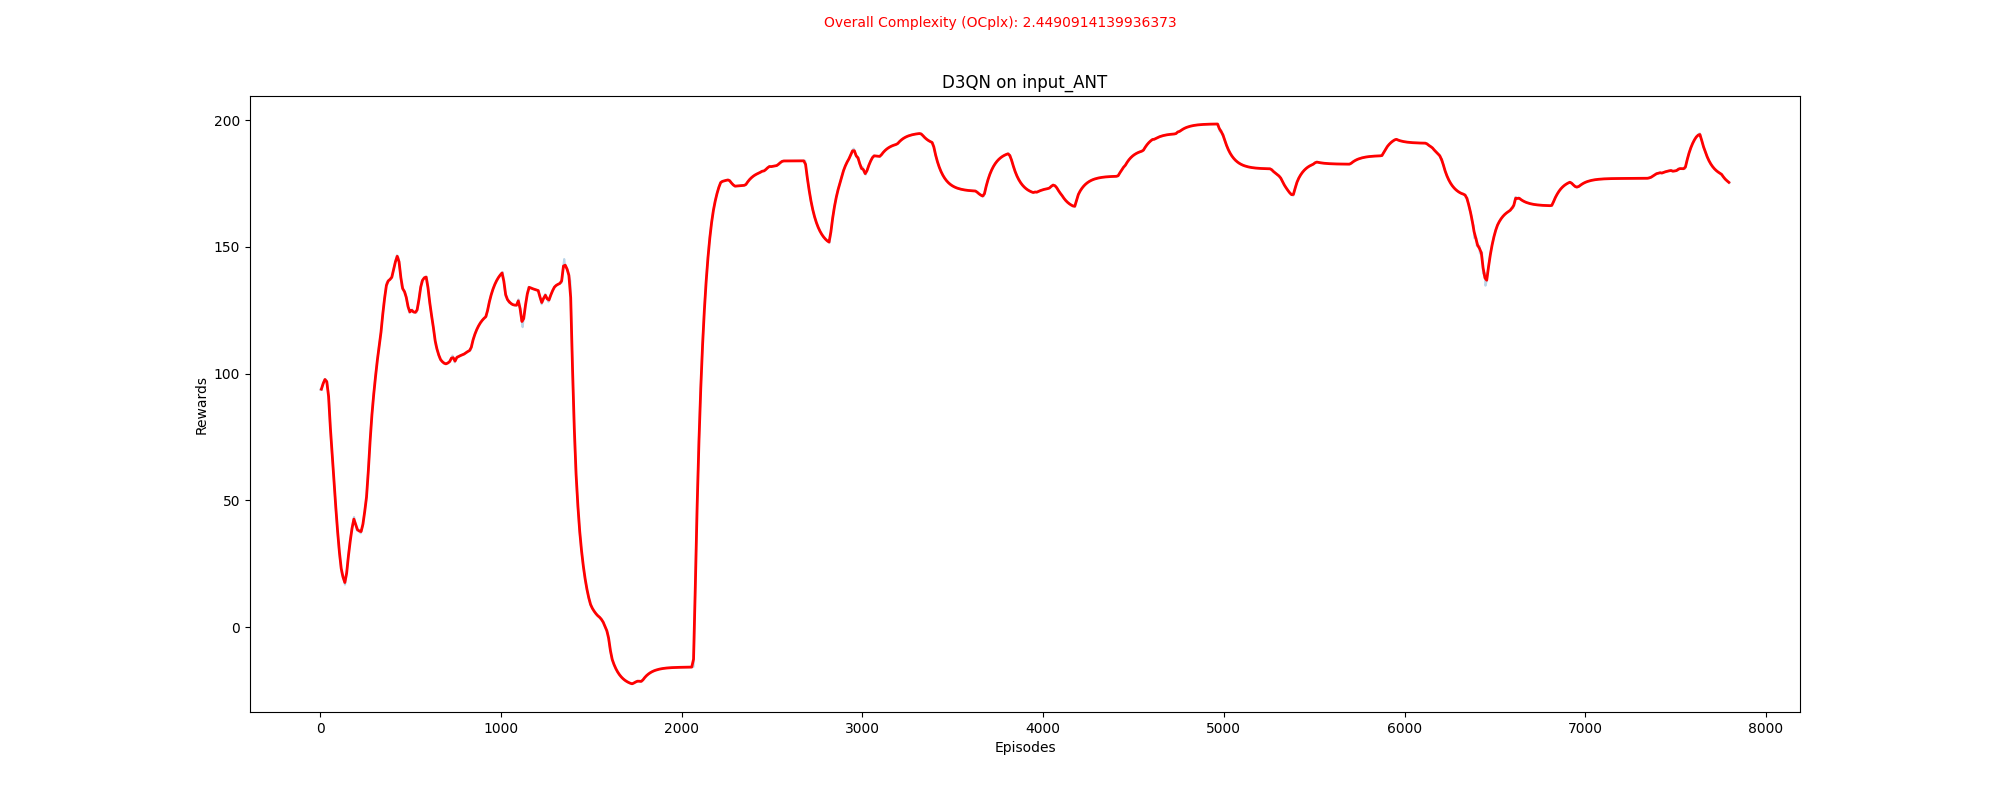 Overall Complexity (OCplx): 2.4490914139936373
D3QN on input_ANT
200
150
100
50
0
Rewards
0 1000 2000 3000 4000 5000 6000 7000 8000
Episodes